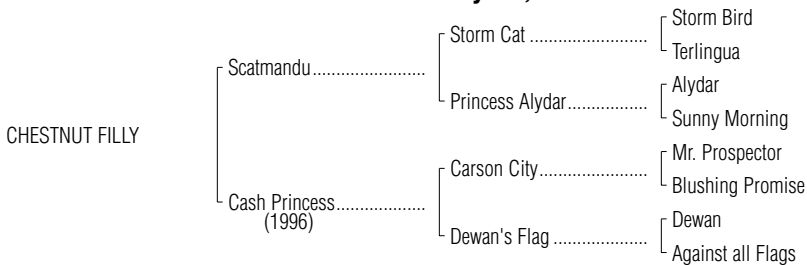 Storm Bird
Storm Cat ..........................
Terlingua
Scatmandu........................
Alydar
Princess Alydar.................
Sunny Morning
CHESTNUT FILLY
Mr. Prospector
Carson City.......................
Blushing Promise
Cash Princess...................
(1996)
Dewan
Dewan's Flag ....................
Against all Flags